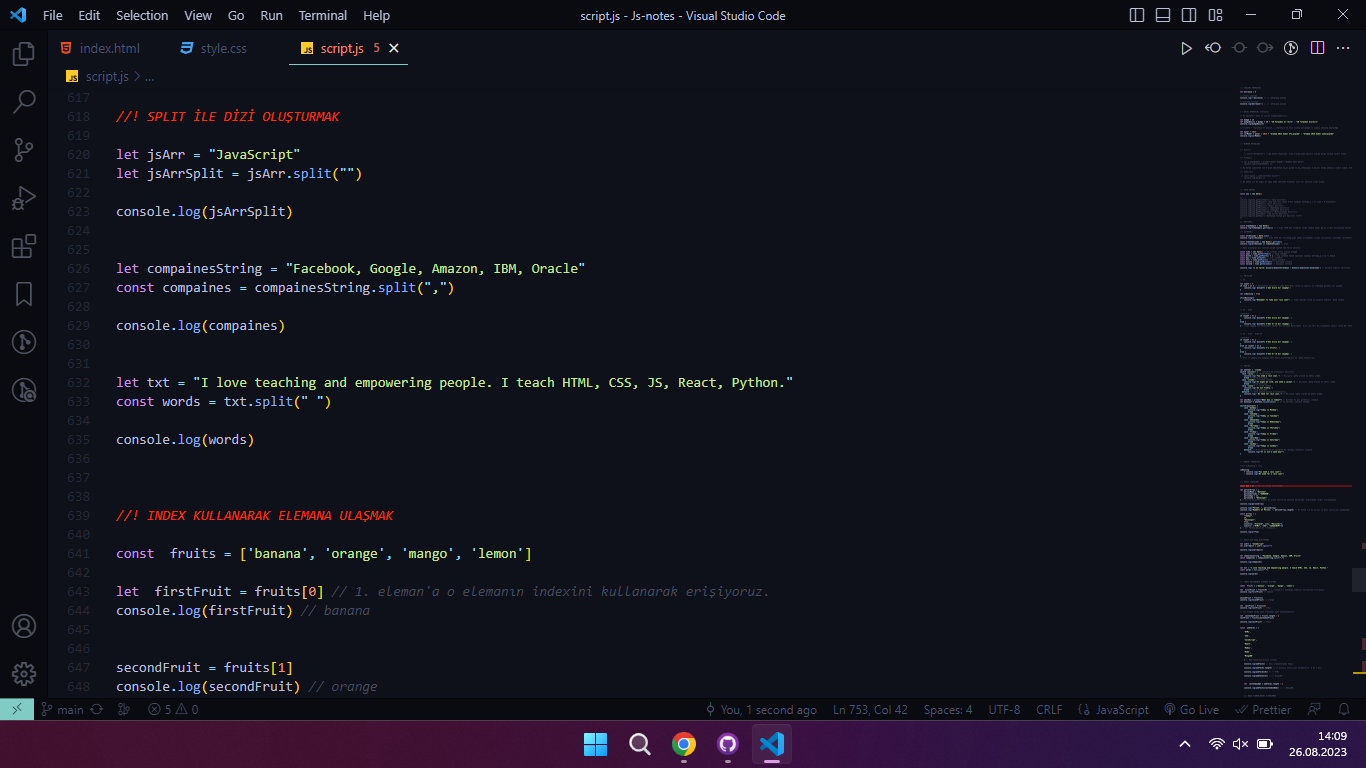 File Edit Selection View Go Run Terminal Help
script.js - Js-notes - Visual Studio Code
index.html
style.css
JS script.js 5
JS script.js > ...
617
618 //! SPLIT İLE DİZİ OLUŞTURMAK
619
620 let jsArr = "JavaScript"
621 let jsArrSplit = jsArr.split("")
622
623 console.log(jsArrSplit)
624
625
626 let compainesString = "Facebook, Google, Amazon, IBM, Oracle"
627 const compaines = compainesString.split(",")
628
629 console.log(compaines)
630
631
632 let txt = "I love teaching and empowering people. I teach HTML, CSS, JS, React, Python."
633 const words = txt.split(" ")
634
635 console.log(words)
636
637
638
639 //! INDEX KULLANARAK ELEMANA ULAŞMAK
640
641 const  fruits = ['banana', 'orange', 'mango', 'lemon']
642
643 let  firstFruit = fruits[0] // 1. eleman'a o elemanın indexini kullanarak erişiyoruz.
644 console.log(firstFruit) // banana
645
646
647 secondFruit = fruits[1]
648 console.log(secondFruit) // orange
main 5 0 You, 1 second ago Ln 753, Col 42 Spaces: 4 UTF-8 CRLF {} JavaScript Go Live Prettier
14:09
26.08.2023